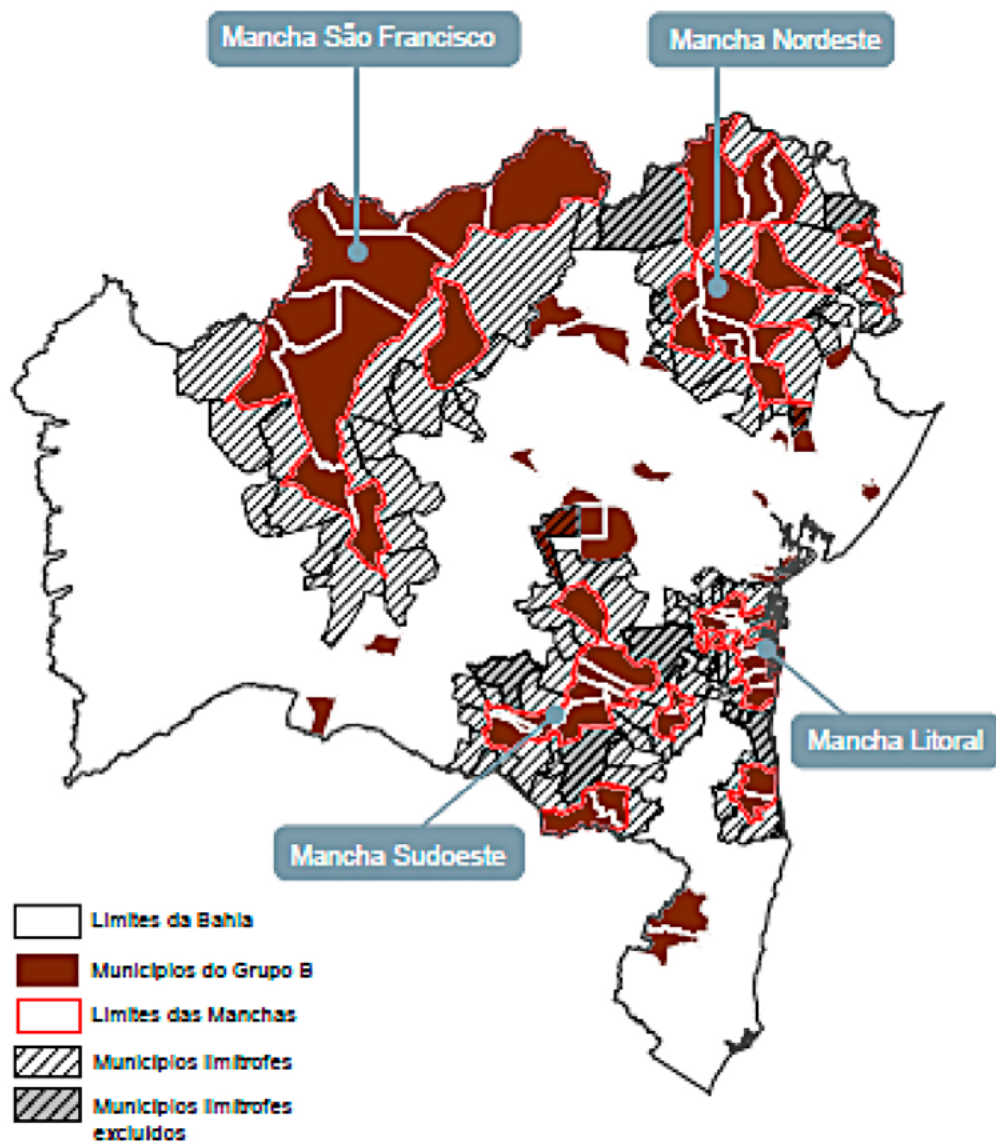 Mancha São Francisco
Mancha Nordeste
Mancha Litoral
Mancha Sudoeste
Limites da Bahia
Municípios do Grupo B
Limites das Manchas
Municípios limítrofes
Municípios limítrofes
excluídos